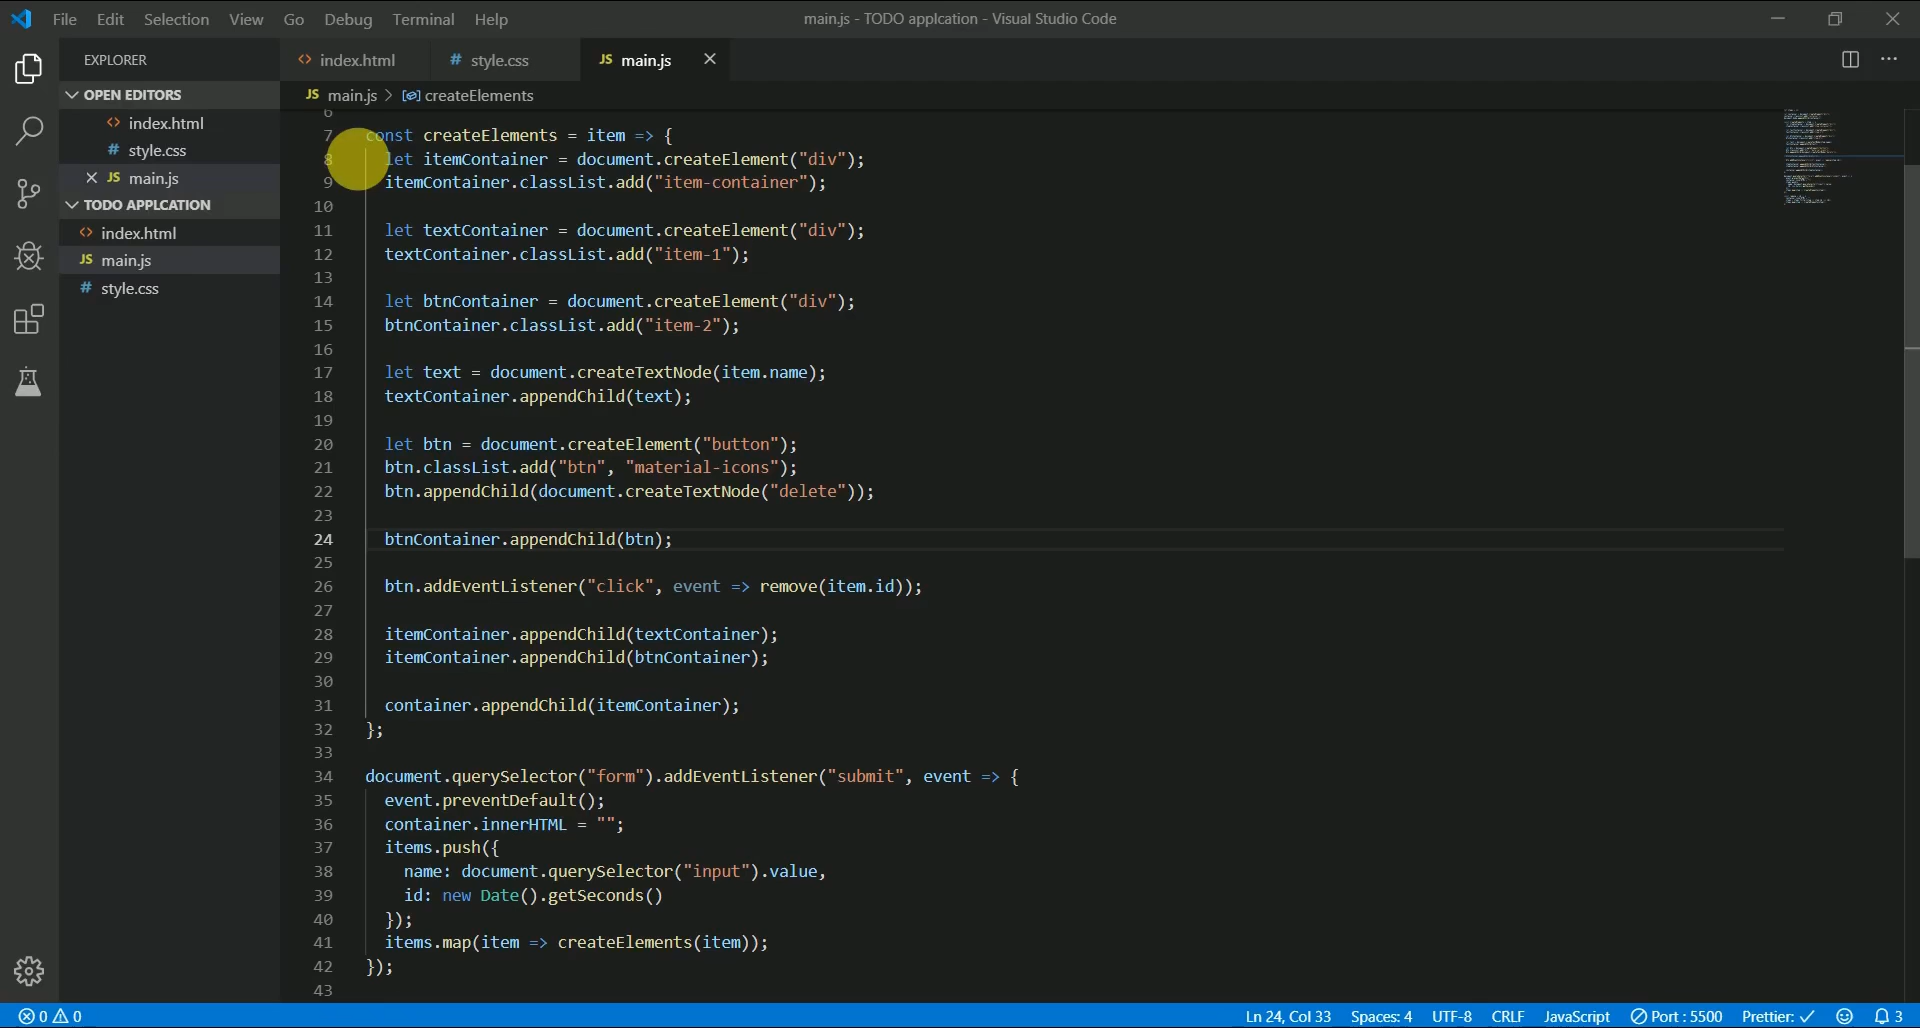 File Edit Selection View Go Debug Terminal Help
main.js - TODO applcation - Visual Studio Code
EXPLORER
OPEN EDITORS
index.html
style.css
JS main.js
TODO APPLCATION
index.html
JS main.js
style.css
index.html
# style.css
JS main.js
JS main.js > createElements
6
7 const createElements = item => {
8 let itemContainer = document.createElement("div");
9 itemContainer.classList.add("item-container");
10
11 let textContainer = document.createElement("div");
12 textContainer.classList.add("item-1");
13
14 let btnContainer = document.createElement("div");
15 btnContainer.classList.add("item-2");
16
17 let text = document.createTextNode(item.name);
18 textContainer.appendChild(text);
19
20 let btn = document.createElement("button");
21 btn.classList.add("btn", "material-icons");
22 btn.appendChild(document.createTextNode("delete"));
23
24 btnContainer.appendChild(btn);
25
26 btn.addEventListener("click", event => remove(item.id));
27
28 itemContainer.appendChild(textContainer);
29 itemContainer.appendChild(btnContainer);
30
31 container.appendChild(itemContainer);
32 };
33
34 document.querySelector("form").addEventListener("submit", event => {
35 event.preventDefault();
36 container.innerHTML = "";
37 items.push({
38 name: document.querySelector("input").value,
39 id: new Date().getSeconds()
40 });
41 items.map(item => createElements(item));
42 });
43
0 0
Ln 24, Col 33 Spaces: 4 UTF-8 CRLF JavaScript Port : 5500 Prettier: ✓ 3